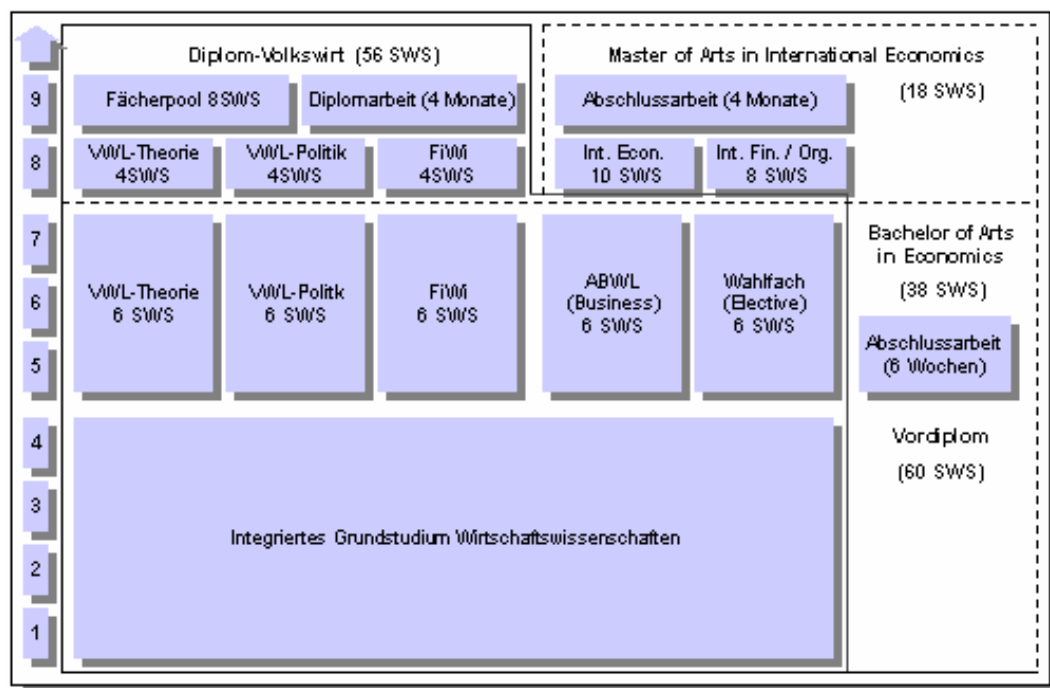 Diplom-Volkswirt (56 SWS)
Master of Arts in International Economics
(18 SWS)
9
Fächerpool 8SWS
Diplomarbeit (4 Monate)
Abschlussarbeit (4 Monate)
8
VWL-Theorie
4SWS
VWL-Politik
4SWS
FiWi
4SWS
Int. Econ.
10 SWS
Int. Fin. / Org.
8 SWS
7
6
5
VWL-Theorie
6 SWS
VWL-Politk
6 SWS
FiWi
6 SWS
ABWL
(Business)
6 SWS
Wahlfach
(Elective)
6 SWS
Bachelor of Arts
in Economics
(38 SWS)
Abschlussarbeit
(6 Wochen)
4
3
2
1
Integriertes Grundstudium Wirtschaftswissenschaften
Vordiplom
(60 SWS)